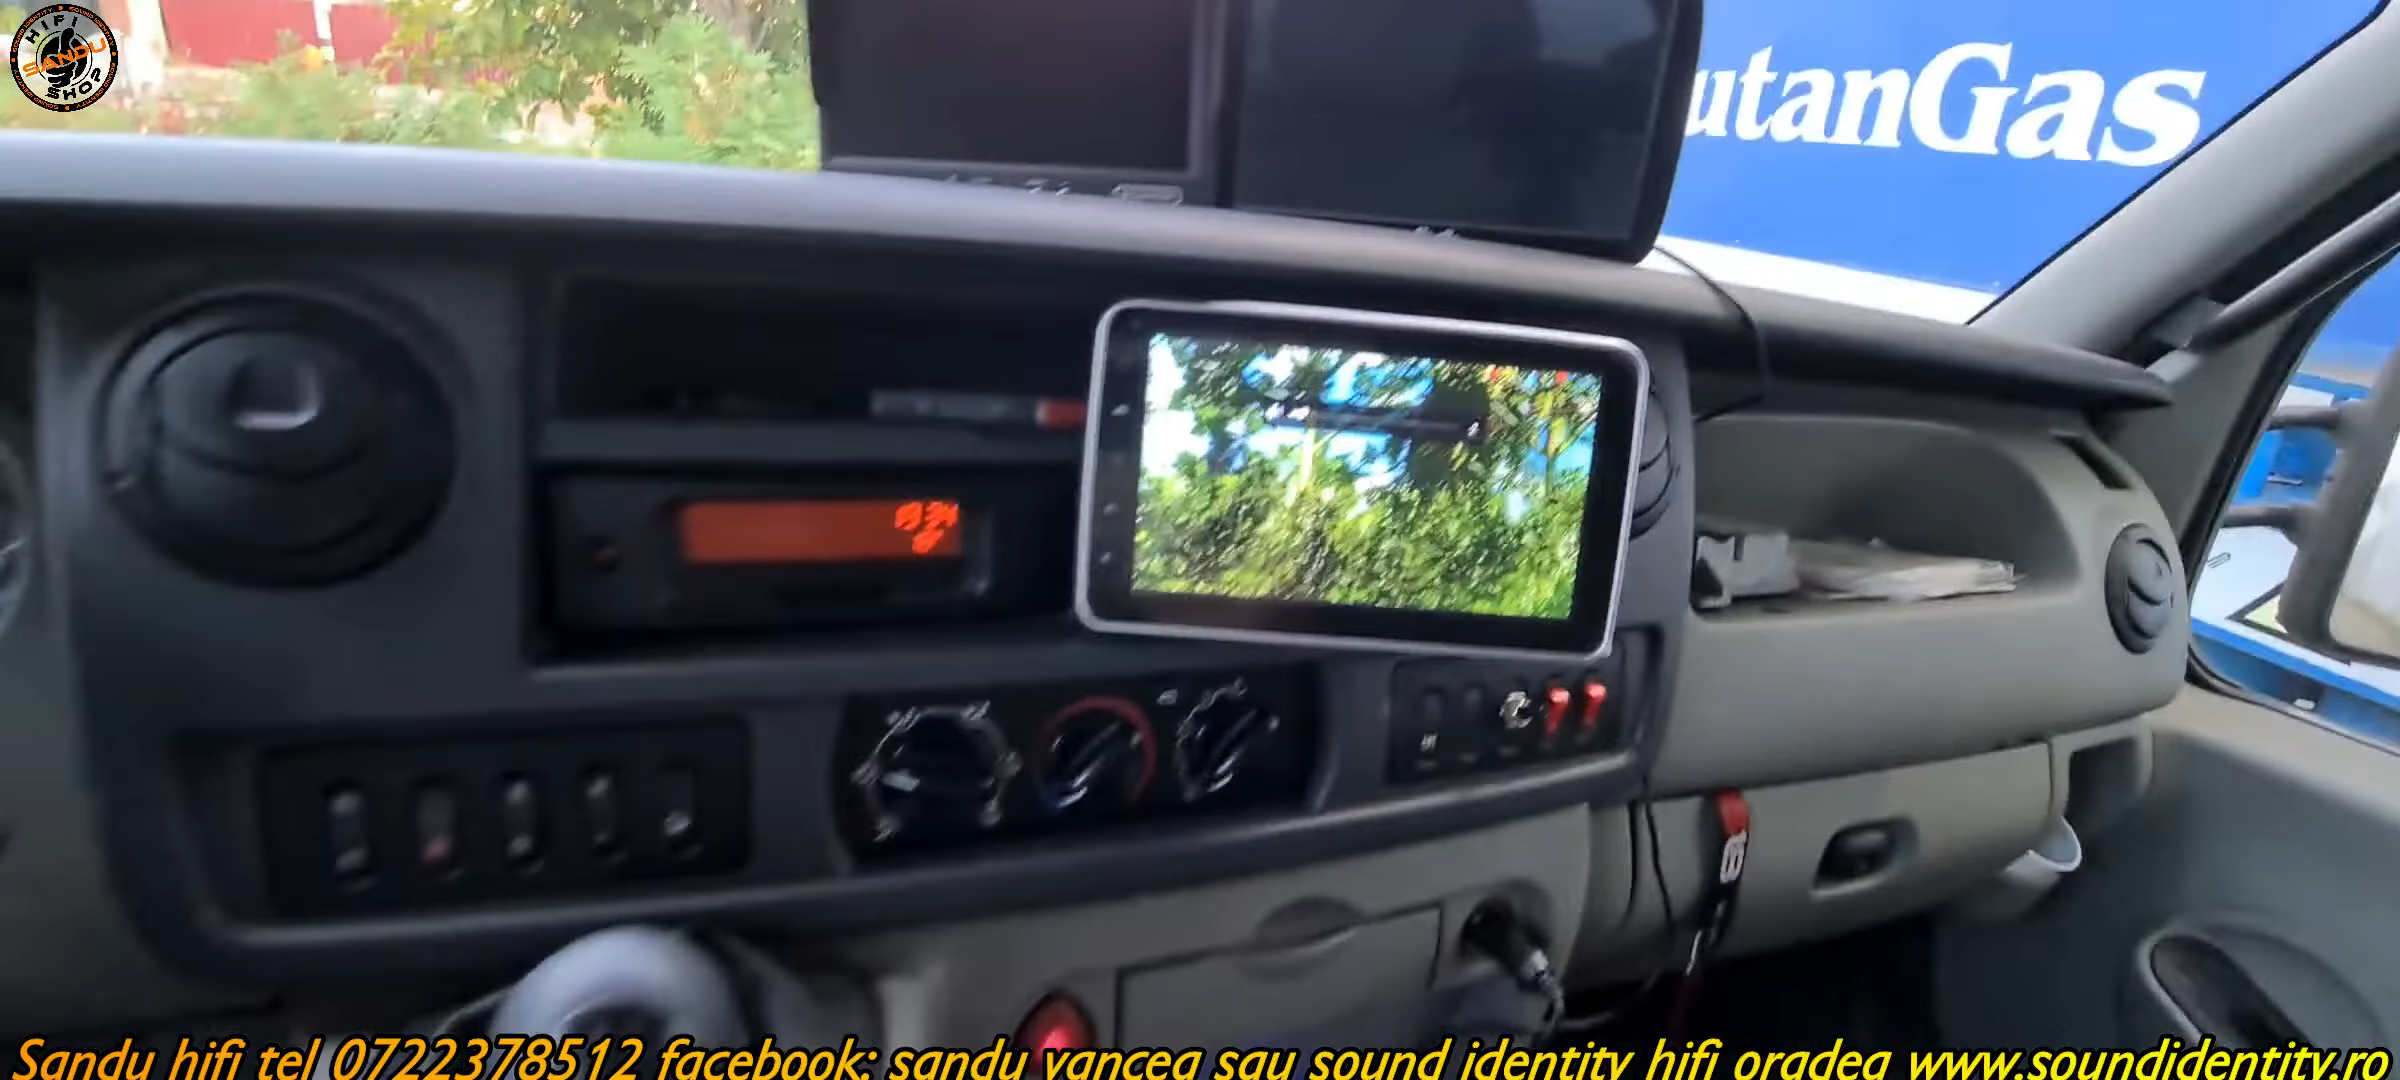 HIFI
SANDU
SHOP
utanGas
Sandu hifi tel 0722378512 facebook: sandu vancea sau sound identity hifi oradea www.soundidentity.ro